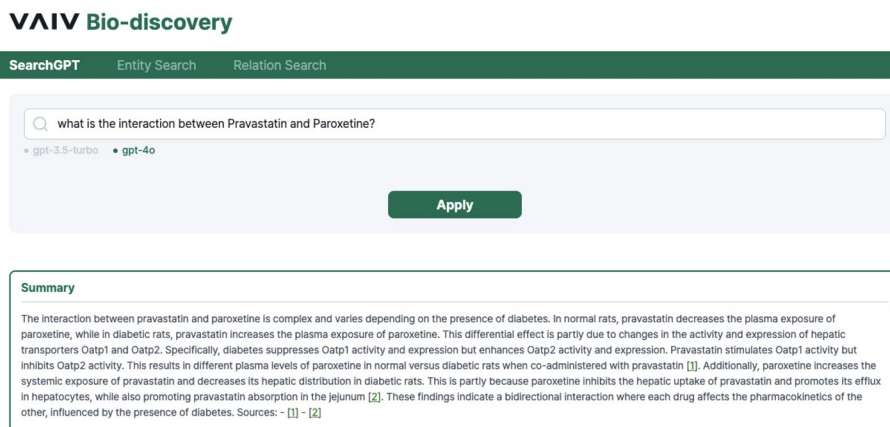 VAIV Bio-discovery
SearchGPT Entity Search Relation Search
what is the interaction between Pravastatin and Paroxetine?
• gpt-3.5-turbo • gpt-4o
Apply
Summary
The interaction between pravastatin and paroxetine is complex and varies depending on the presence of diabetes. In normal rats, pravastatin decreases the plasma exposure of
paroxetine, while in diabetic rats, pravastatin increases the plasma exposure of paroxetine. This differential effect is partly due to changes in the activity and expression of hepatic
transporters Oatp1 and Oatp2. Specifically, diabetes suppresses Oatp1 activity and expression but enhances Oatp2 activity and expression. Pravastatin stimulates Oatp1 activity but
inhibits Oatp2 activity. This results in different plasma levels of paroxetine in normal versus diabetic rats when co-administered with pravastatin [1]. Additionally, paroxetine increases the
systemic exposure of pravastatin and decreases its hepatic distribution in diabetic rats. This is partly because paroxetine inhibits the hepatic uptake of pravastatin and promotes its efflux
in hepatocytes, while also promoting pravastatin absorption in the jejunum [2]. These findings indicate a bidirectional interaction where each drug affects the pharmacokinetics of the
other, influenced by the presence of diabetes. Sources: - [1] - [2]